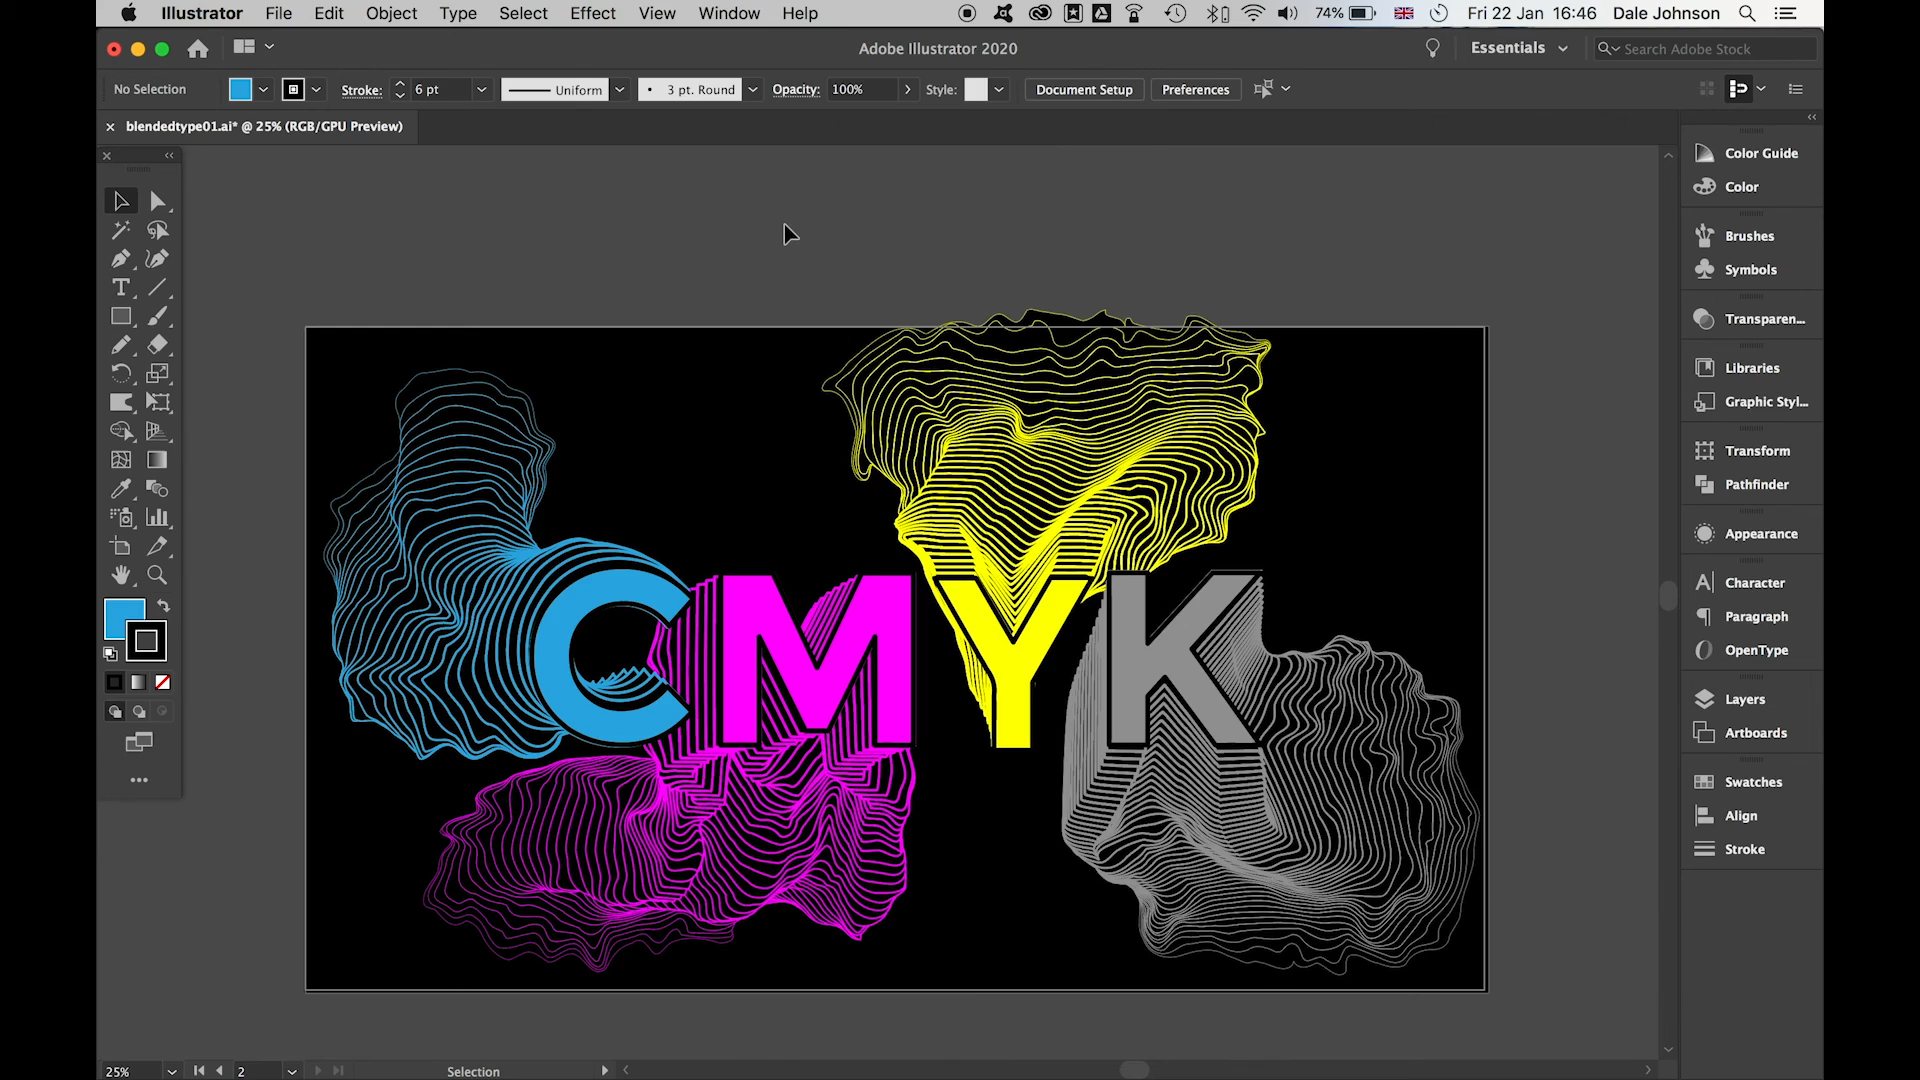 Illustrator File Edit Object Type Select Effect View Window Help 74% Fri 22 Jan 16:46 Dale Johnson
Adobe Illustrator 2020 Essentials Search Adobe Stock
No Selection Stroke: 6 pt Uniform 3 pt. Round Opacity: 100% Style: Document Setup Preferences
blendedtype01.ai* @ 25% (RGB/GPU Preview)
Color Guide
Color
Brushes
Symbols
Transparen...
Libraries
Graphic Styl...
Transform
Pathfinder
Appearance
Character
Paragraph
OpenType
Layers
Artboards
Swatches
Align
Stroke
CMYK
25% 2 Selection